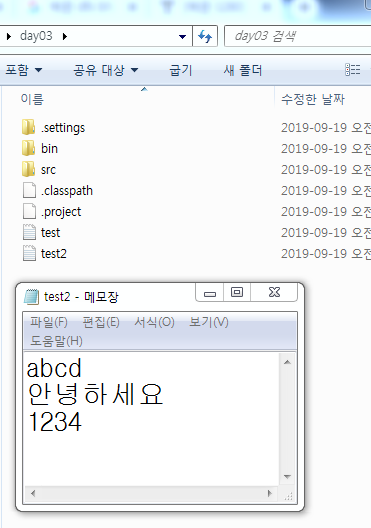 day03
day03 검색
포함
공유 대상
굽기
새 폴더
이름
수정한 날짜
.settings
2019-09-19 오전
bin
2019-09-19 오전
src
2019-09-19 오전
.classpath
2019-09-19 오전
.project
2019-09-19 오전
test
2019-09-19 오전
test2
2019-09-19 오전
test2 - 메모장
파일(F) 편집(E) 서식(O) 보기(V)
도움말(H)
abcd
안녕하세요
1234